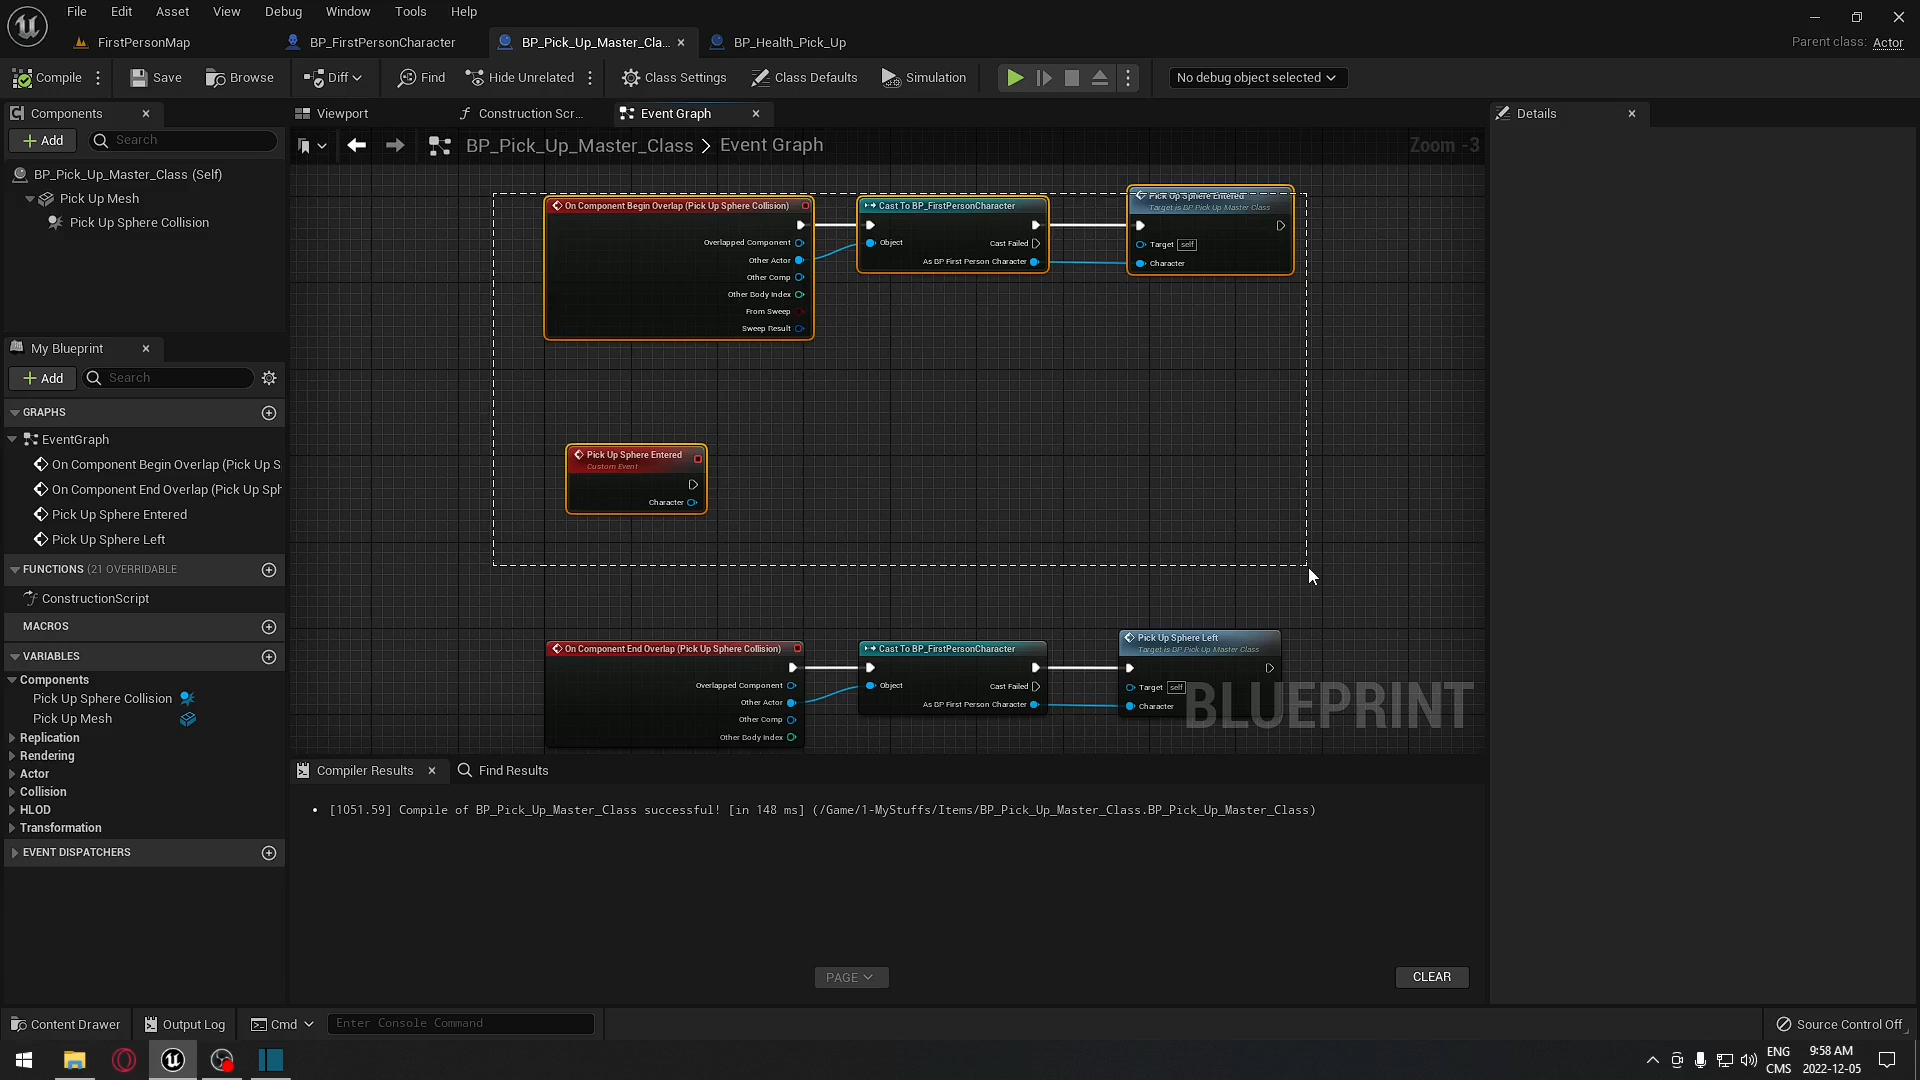 File Edit Asset View Debug Window Tools Help
FirstPersonMap BP_FirstPersonCharacter BP_Pick_Up_Master_Cla... BP_Health_Pick_Up
Parent class: Actor
Compile Save Browse Diff Find Hide Unrelated Class Settings Class Defaults Simulation No debug object selected
Components
Add Search
BP_Pick_Up_Master_Class (Self)
Pick Up Mesh
Pick Up Sphere Collision
My Blueprint
Add Search
GRAPHS
EventGraph
On Component Begin Overlap (Pick Up S
On Component End Overlap (Pick Up Sph
Pick Up Sphere Entered
Pick Up Sphere Left
FUNCTIONS (21 OVERRIDABLE
ConstructionScript
MACROS
VARIABLES
Components
Pick Up Sphere Collision
Pick Up Mesh
Replication
Rendering
Actor
Collision
HLOD
Transformation
EVENT DISPATCHERS
Viewport Construction Scr... Event Graph
BP_Pick_Up_Master_Class > Event Graph
Zoom -3
On Component Begin Overlap (Pick Up Sphere Collision)
Overlapped Component
Other Actor
Other Comp
Other Body Index
From Sweep
Sweep Result
Cast To BP_FirstPersonCharacter
Object Cast Failed
As BP First Person Character
Pick Up Sphere Entered
Target is BP Pick Up Master Class
Target self
Character
Pick Up Sphere Entered
Custom Event
Character
On Component End Overlap (Pick Up Sphere Collision)
Overlapped Component
Other Actor
Other Comp
Other Body Index
Cast To BP_FirstPersonCharacter
Object Cast Failed
As BP First Person Character
Pick Up Sphere Left
Target is BP Pick Up Master Class
Target self
Character
BLUEPRINT
Details
Compiler Results Find Results
• [1051.59] Compile of BP_Pick_Up_Master_Class successful! [in 148 ms] (/Game/1-MyStuffs/Items/BP_Pick_Up_Master_Class.BP_Pick_Up_Master_Class)
PAGE CLEAR
Content Drawer Output Log Cmd Enter Console Command Source Control Off
ENG 9:58 AM
CMS 2022-12-05